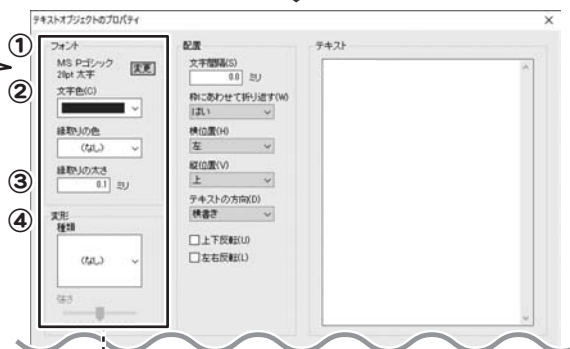 テキストオブジェクトのプロパティ
①
フォント
MS Pゴシック
28pt 太字
変更
②
文字色(C)
縁取りの色
(なし)
③
縁取りの太さ
0.1 ミリ
④
変形
種類
(なし)
強さ
配置
文字間隔(S)
0.0 ミリ
枠にあわせて折り返す(W)
はい
横位置(H)
左
縦位置(V)
上
テキストの方向(D)
横書き
上下反転(U)
左右反転(L)
テキスト